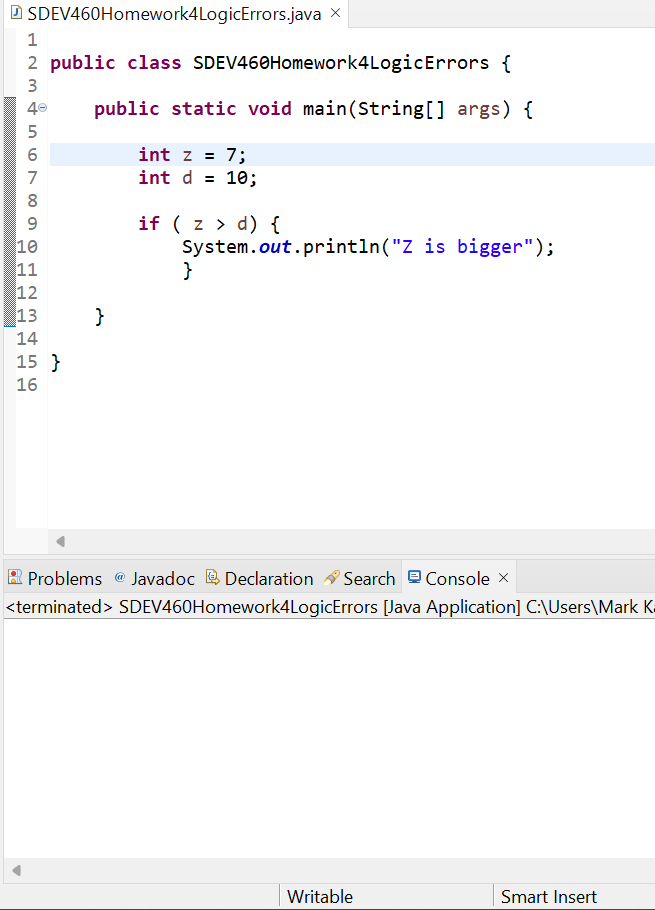 SDEV460Homework4LogicErrors.java ×
1
2 public class SDEV460Homework4LogicErrors {
3
4 public static void main(String[] args) {
5
6 int z = 7;
7 int d = 10;
8
9 if ( z > d) {
10 System.out.println("Z is bigger");
11 }
12
13 }
14
15 }
16
Problems @ Javadoc Declaration Search Console ×
<terminated> SDEV460Homework4LogicErrors [Java Application] C:\Users\Mark Ka
Writable Smart Insert